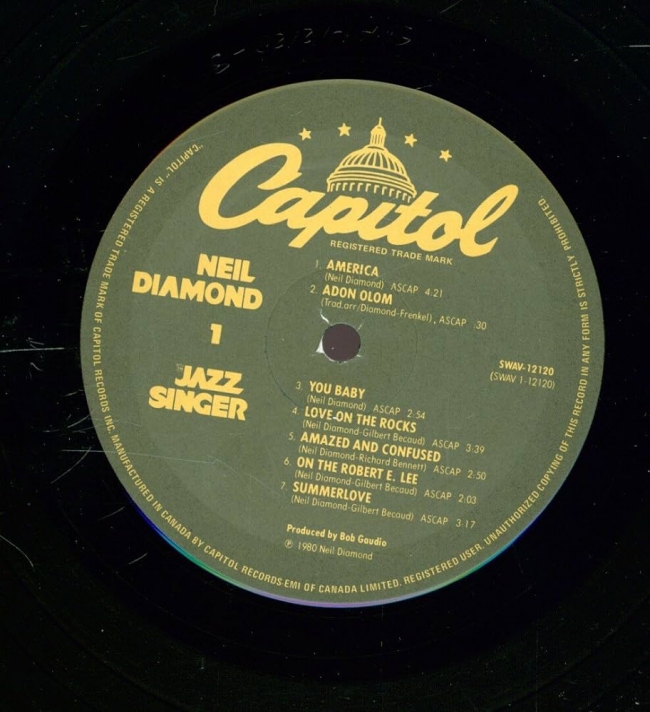 Capitol
REGISTERED TRADE MARK
NEIL
DIAMOND
1
JAZZ
SINGER
1. AMERICA
(Neil Diamond) ASCAP 4:21
2. ADON OLOM
(Trad.arr/Diamond-Frenkel), ASCAP :30
SWAV-12120
(SWAV 1-12120)
3. YOU BABY
(Neil Diamond) ASCAP 2:54
4. LOVE-ON THE ROCKS
(Neil Diamond-Gilbert Becaud) ASCAP 3:39
5. AMAZED AND CONFUSED
(Neil Diamond-Richard Bennett) ASCAP 2:50
6. ON THE ROBERT E. LEE
(Neil Diamond-Gilbert Becaud) ASCAP 2:03
7. SUMMERLOVE
(Neil Diamond-Gilbert Becaud) ASCAP 3:17
Produced by Bob Gaudio
℗ 1980 Neil Diamond
"CAPITOL" IS A REGISTERED TRADE MARK OF CAPITOL RECORDS INC. MANUFACTURED IN CANADA BY CAPITOL RECORDS-EMI OF CANADA LIMITED. REGISTERED USER. UNAUTHORIZED COPYING OF THIS RECORD IN ANY FORM IS STRICTLY PROHIBITED